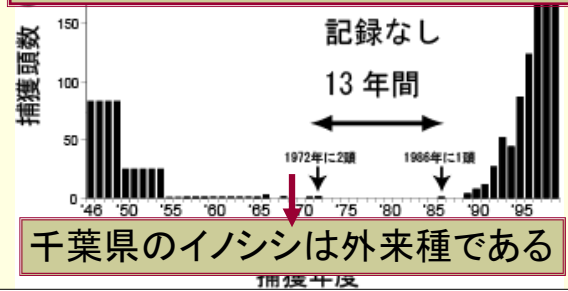 捕獲頭数
150
100
50
0
記録なし
13年間
1972年に2頭
1986年に1頭
'46 '50 '55 '60 '65 '70 '75 '80 '85 '90 '95
千葉県のイノシシは外来種である
捕獲年度